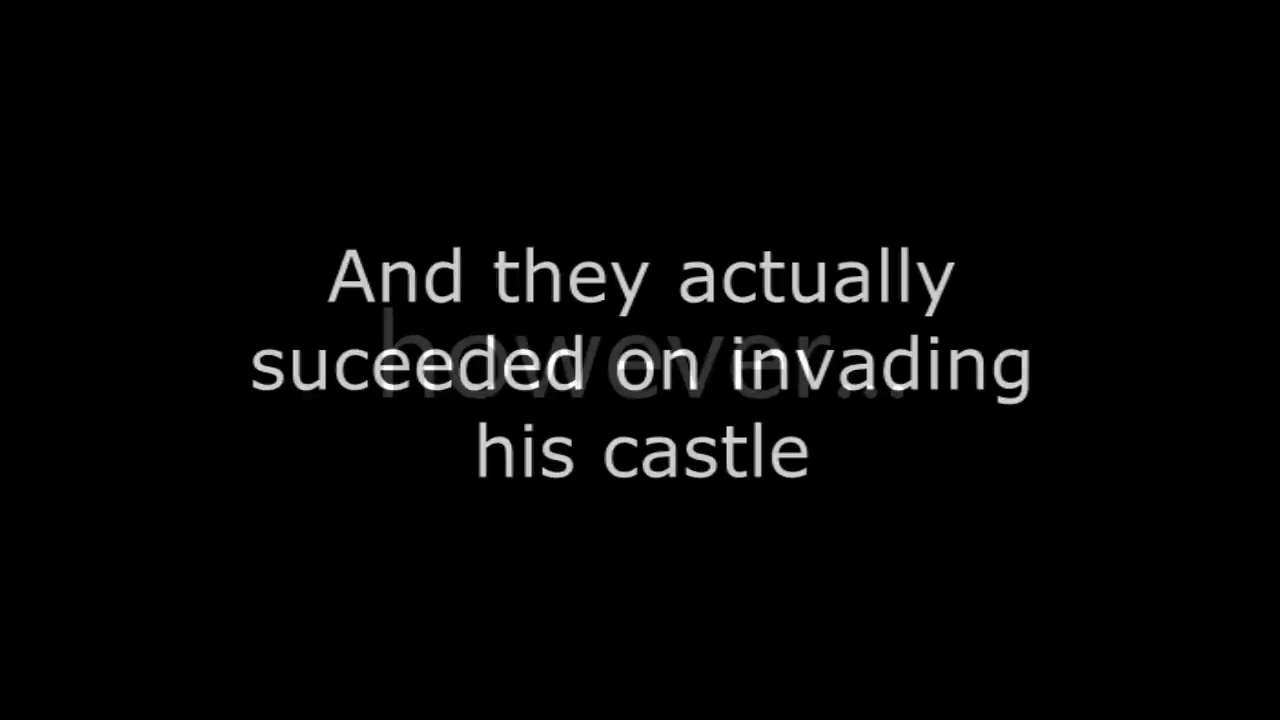 And they actually
suceeded on invading
his castle
however...